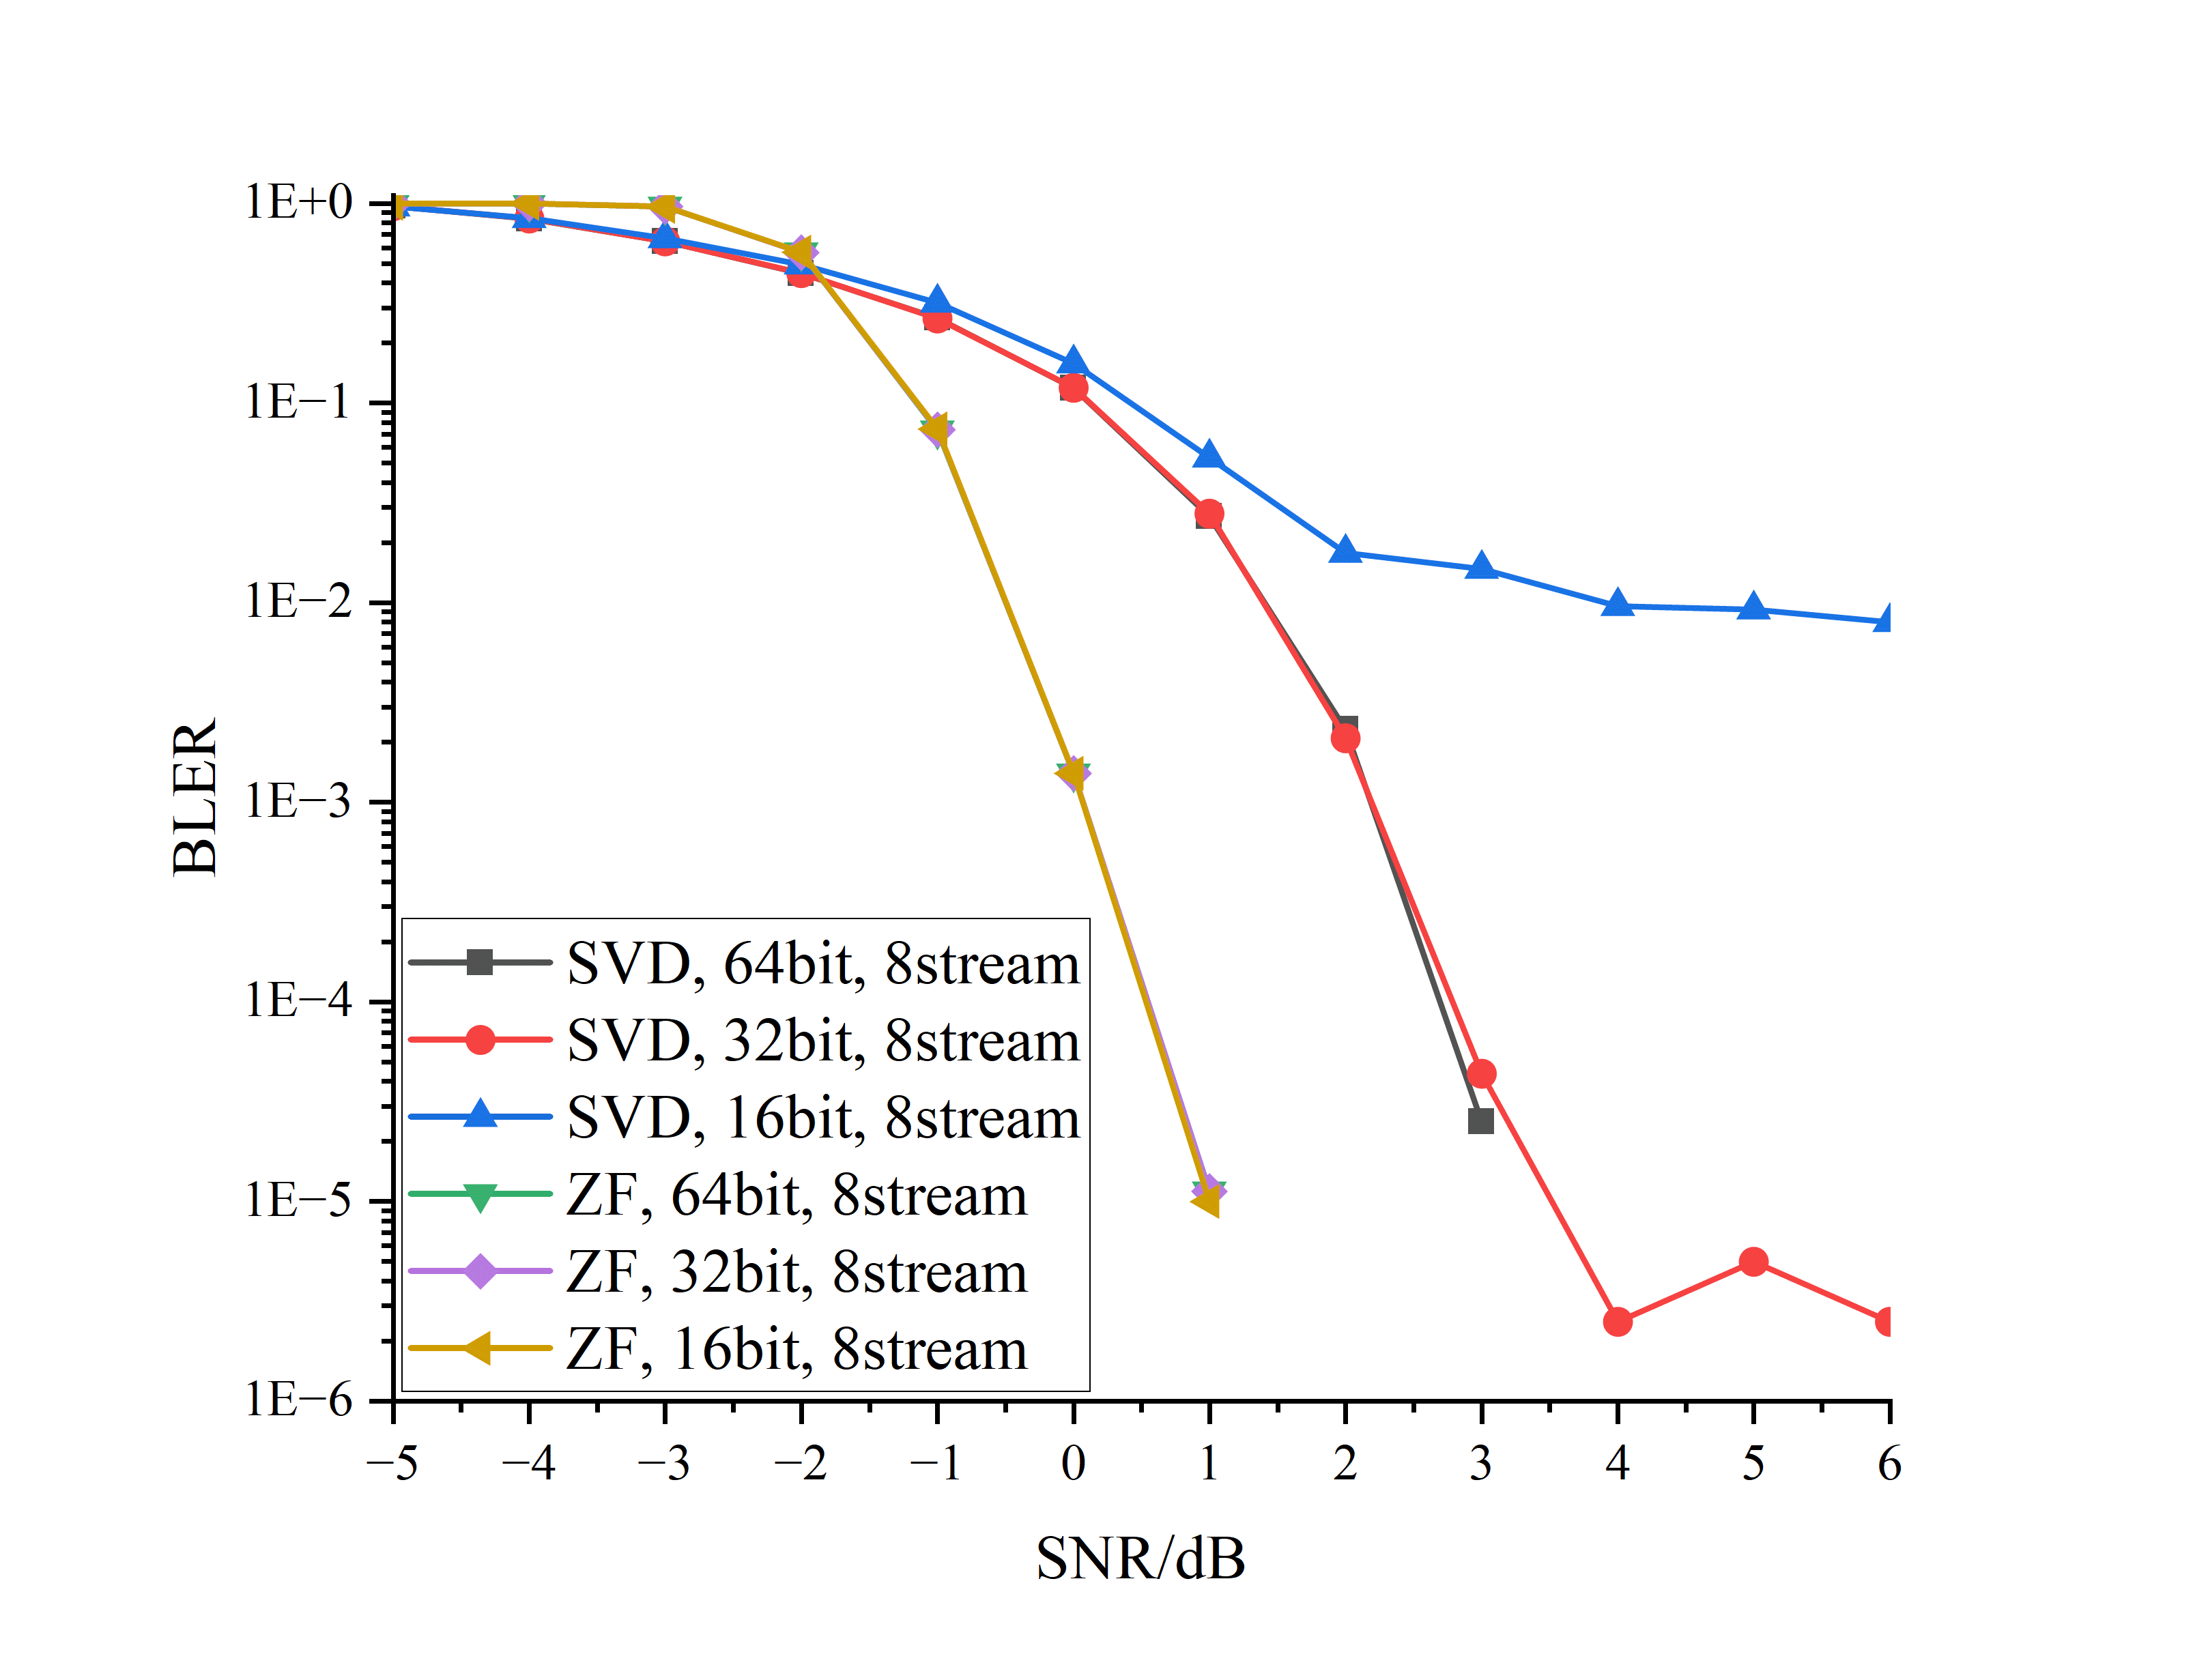 1E+0
1E−1
1E−2
1E−3
1E−4
1E−5
1E−6
BLER
SVD, 64bit, 8stream
SVD, 32bit, 8stream
SVD, 16bit, 8stream
ZF, 64bit, 8stream
ZF, 32bit, 8stream
ZF, 16bit, 8stream
−5 −4 −3 −2 −1 0 1 2 3 4 5 6
SNR/dB